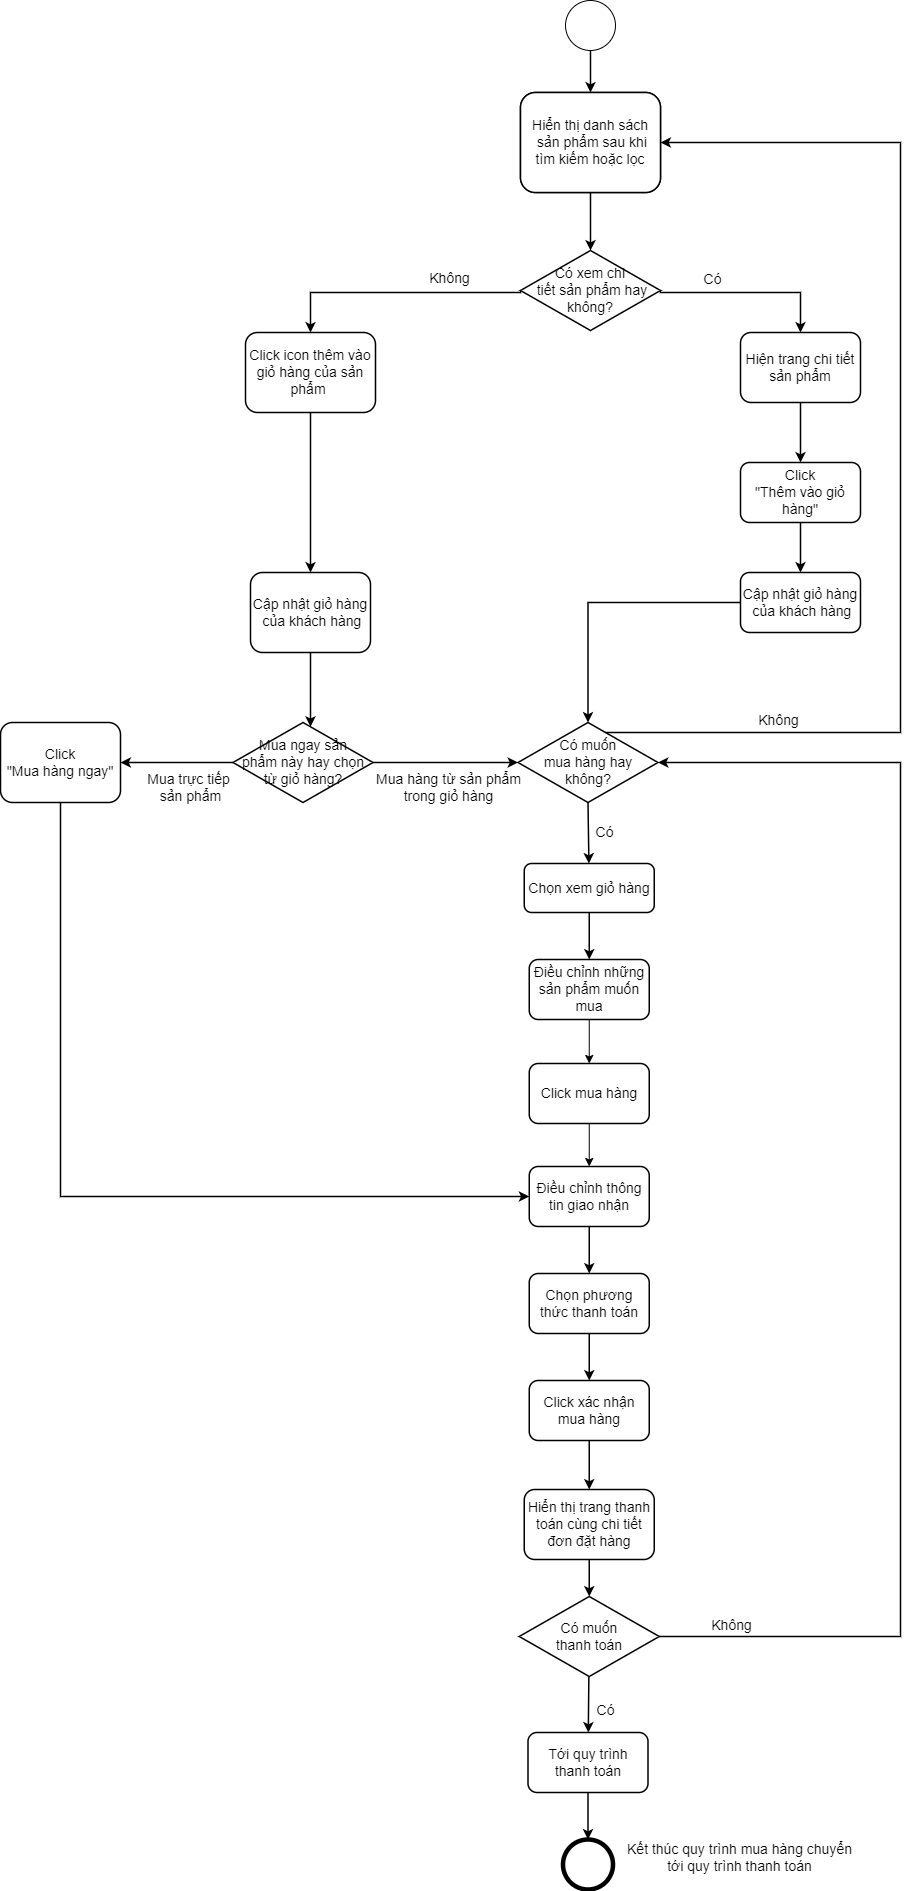 Hiển thị danh sách
sản phẩm sau khi
tìm kiếm hoặc lọc
Có xem chi
tiết sản phẩm hay
không?
Không
Có
Click icon thêm vào
giỏ hàng của sản
phẩm
Hiện trang chi tiết
sản phẩm
Click
"Thêm vào giỏ
hàng"
Cập nhật giỏ hàng
của khách hàng
Cập nhật giỏ hàng
của khách hàng
Không
Click
"Mua hàng ngay"
Mua trực tiếp
sản phẩm
Mua ngay sản
phẩm này hay chọn
từ giỏ hàng?
Mua hàng từ sản phẩm
trong giỏ hàng
Có muốn
mua hàng hay
không?
Có
Chọn xem giỏ hàng
Điều chỉnh những
sản phẩm muốn
mua
Click mua hàng
Điều chỉnh thông
tin giao nhận
Chọn phương
thức thanh toán
Click xác nhận
mua hàng
Hiển thị trang thanh
toán cùng chi tiết
đơn đặt hàng
Có muốn
thanh toán
Không
Có
Tới quy trình
thanh toán
Kết thúc quy trình mua hàng chuyển
tới quy trình thanh toán